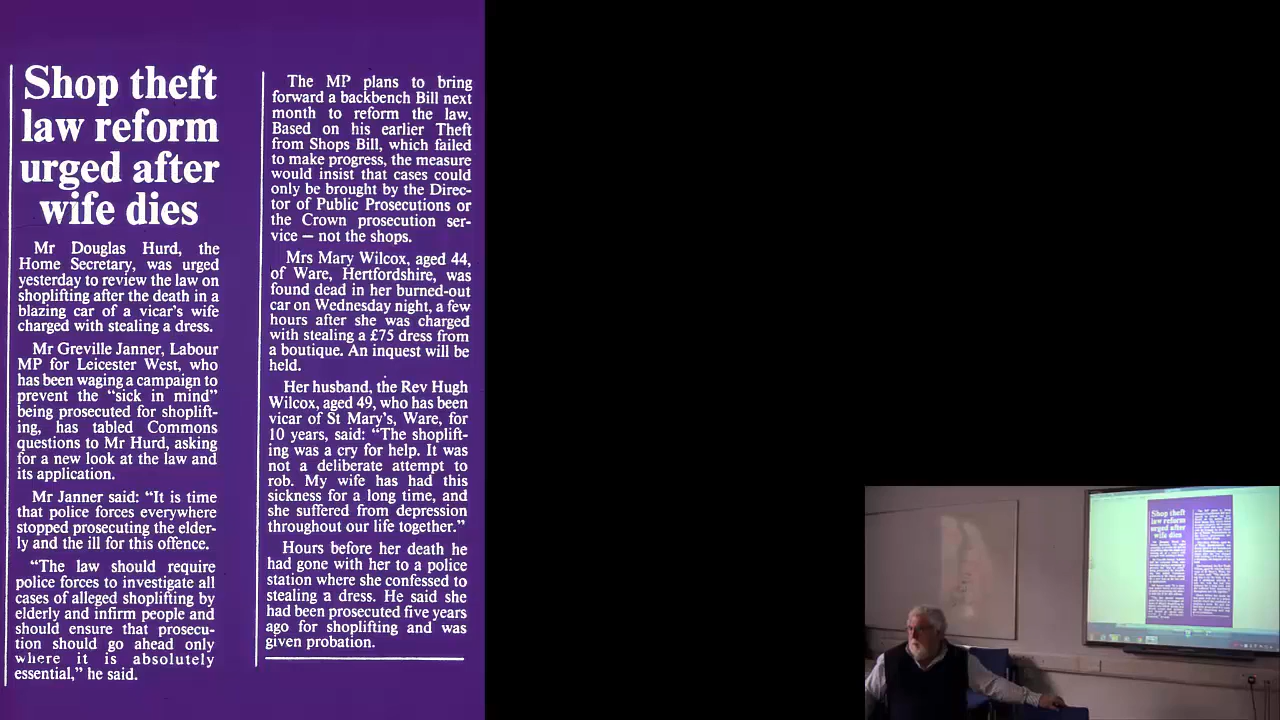 Shop theft
law reform
urged after
wife dies
Mr Douglas Hurd, the
Home Secretary, was urged
yesterday to review the law on
shoplifting after the death in a
blazing car of a vicar's wife
charged with stealing a dress.
Mr Greville Janner, Labour
MP for Leicester West, who
has been waging a campaign to
prevent the “sick in mind”
being prosecuted for shoplift-
ing, has tabled Commons
questions to Mr Hurd, asking
for a new look at the law and
its application.
Mr Janner said: “It is time
that police forces everywhere
stopped prosecuting the elder-
ly and the ill for this offence.
“The law should require
police forces to investigate all
cases of alleged shoplifting by
elderly and infirm people and
should ensure that prosecu-
tion should go ahead only
where it is absolutely
essential,” he said.
The MP plans to bring
forward a backbench Bill next
month to reform the law.
Based on his earlier Theft
from Shops Bill, which failed
to make progress, the measure
would insist that cases could
only be brought by the Direc-
tor of Public Prosecutions or
the Crown prosecution ser-
vice — not the shops.
Mrs Mary Wilcox, aged 44,
of Ware, Hertfordshire, was
found dead in her burned-out
car on Wednesday night, a few
hours after she was charged
with stealing a £75 dress from
a boutique. An inquest will be
held.
Her husband, the Rev Hugh
Wilcox, aged 49, who has been
vicar of St Mary's, Ware, for
10 years, said: “The shoplift-
ing was a cry for help. It was
not a deliberate attempt to
rob. My wife has had this
sickness for a long time, and
she suffered from depression
throughout our life together.”
Hours before her death he
had gone with her to a police
station where she confessed to
stealing a dress. He said she
had been prosecuted five years
ago for shoplifting and was
given probation.
Shop theft
law reform
urged after
wife dies